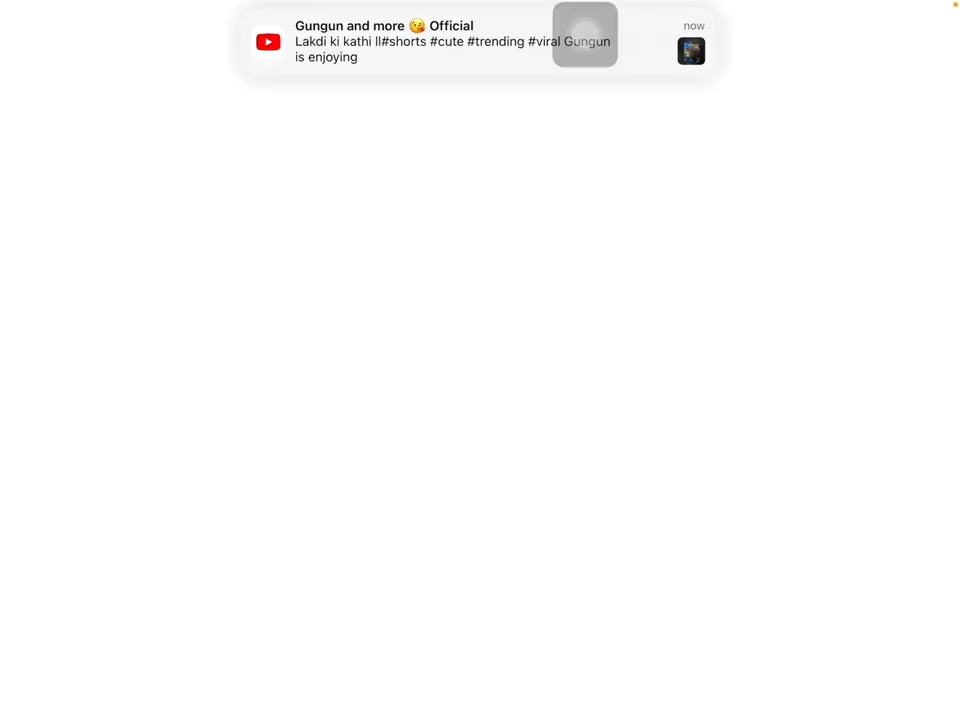 Gungun and more 😘 Official
now
Lakdi ki kathi ll#shorts #cute #trending #viral Gungun
is enjoying